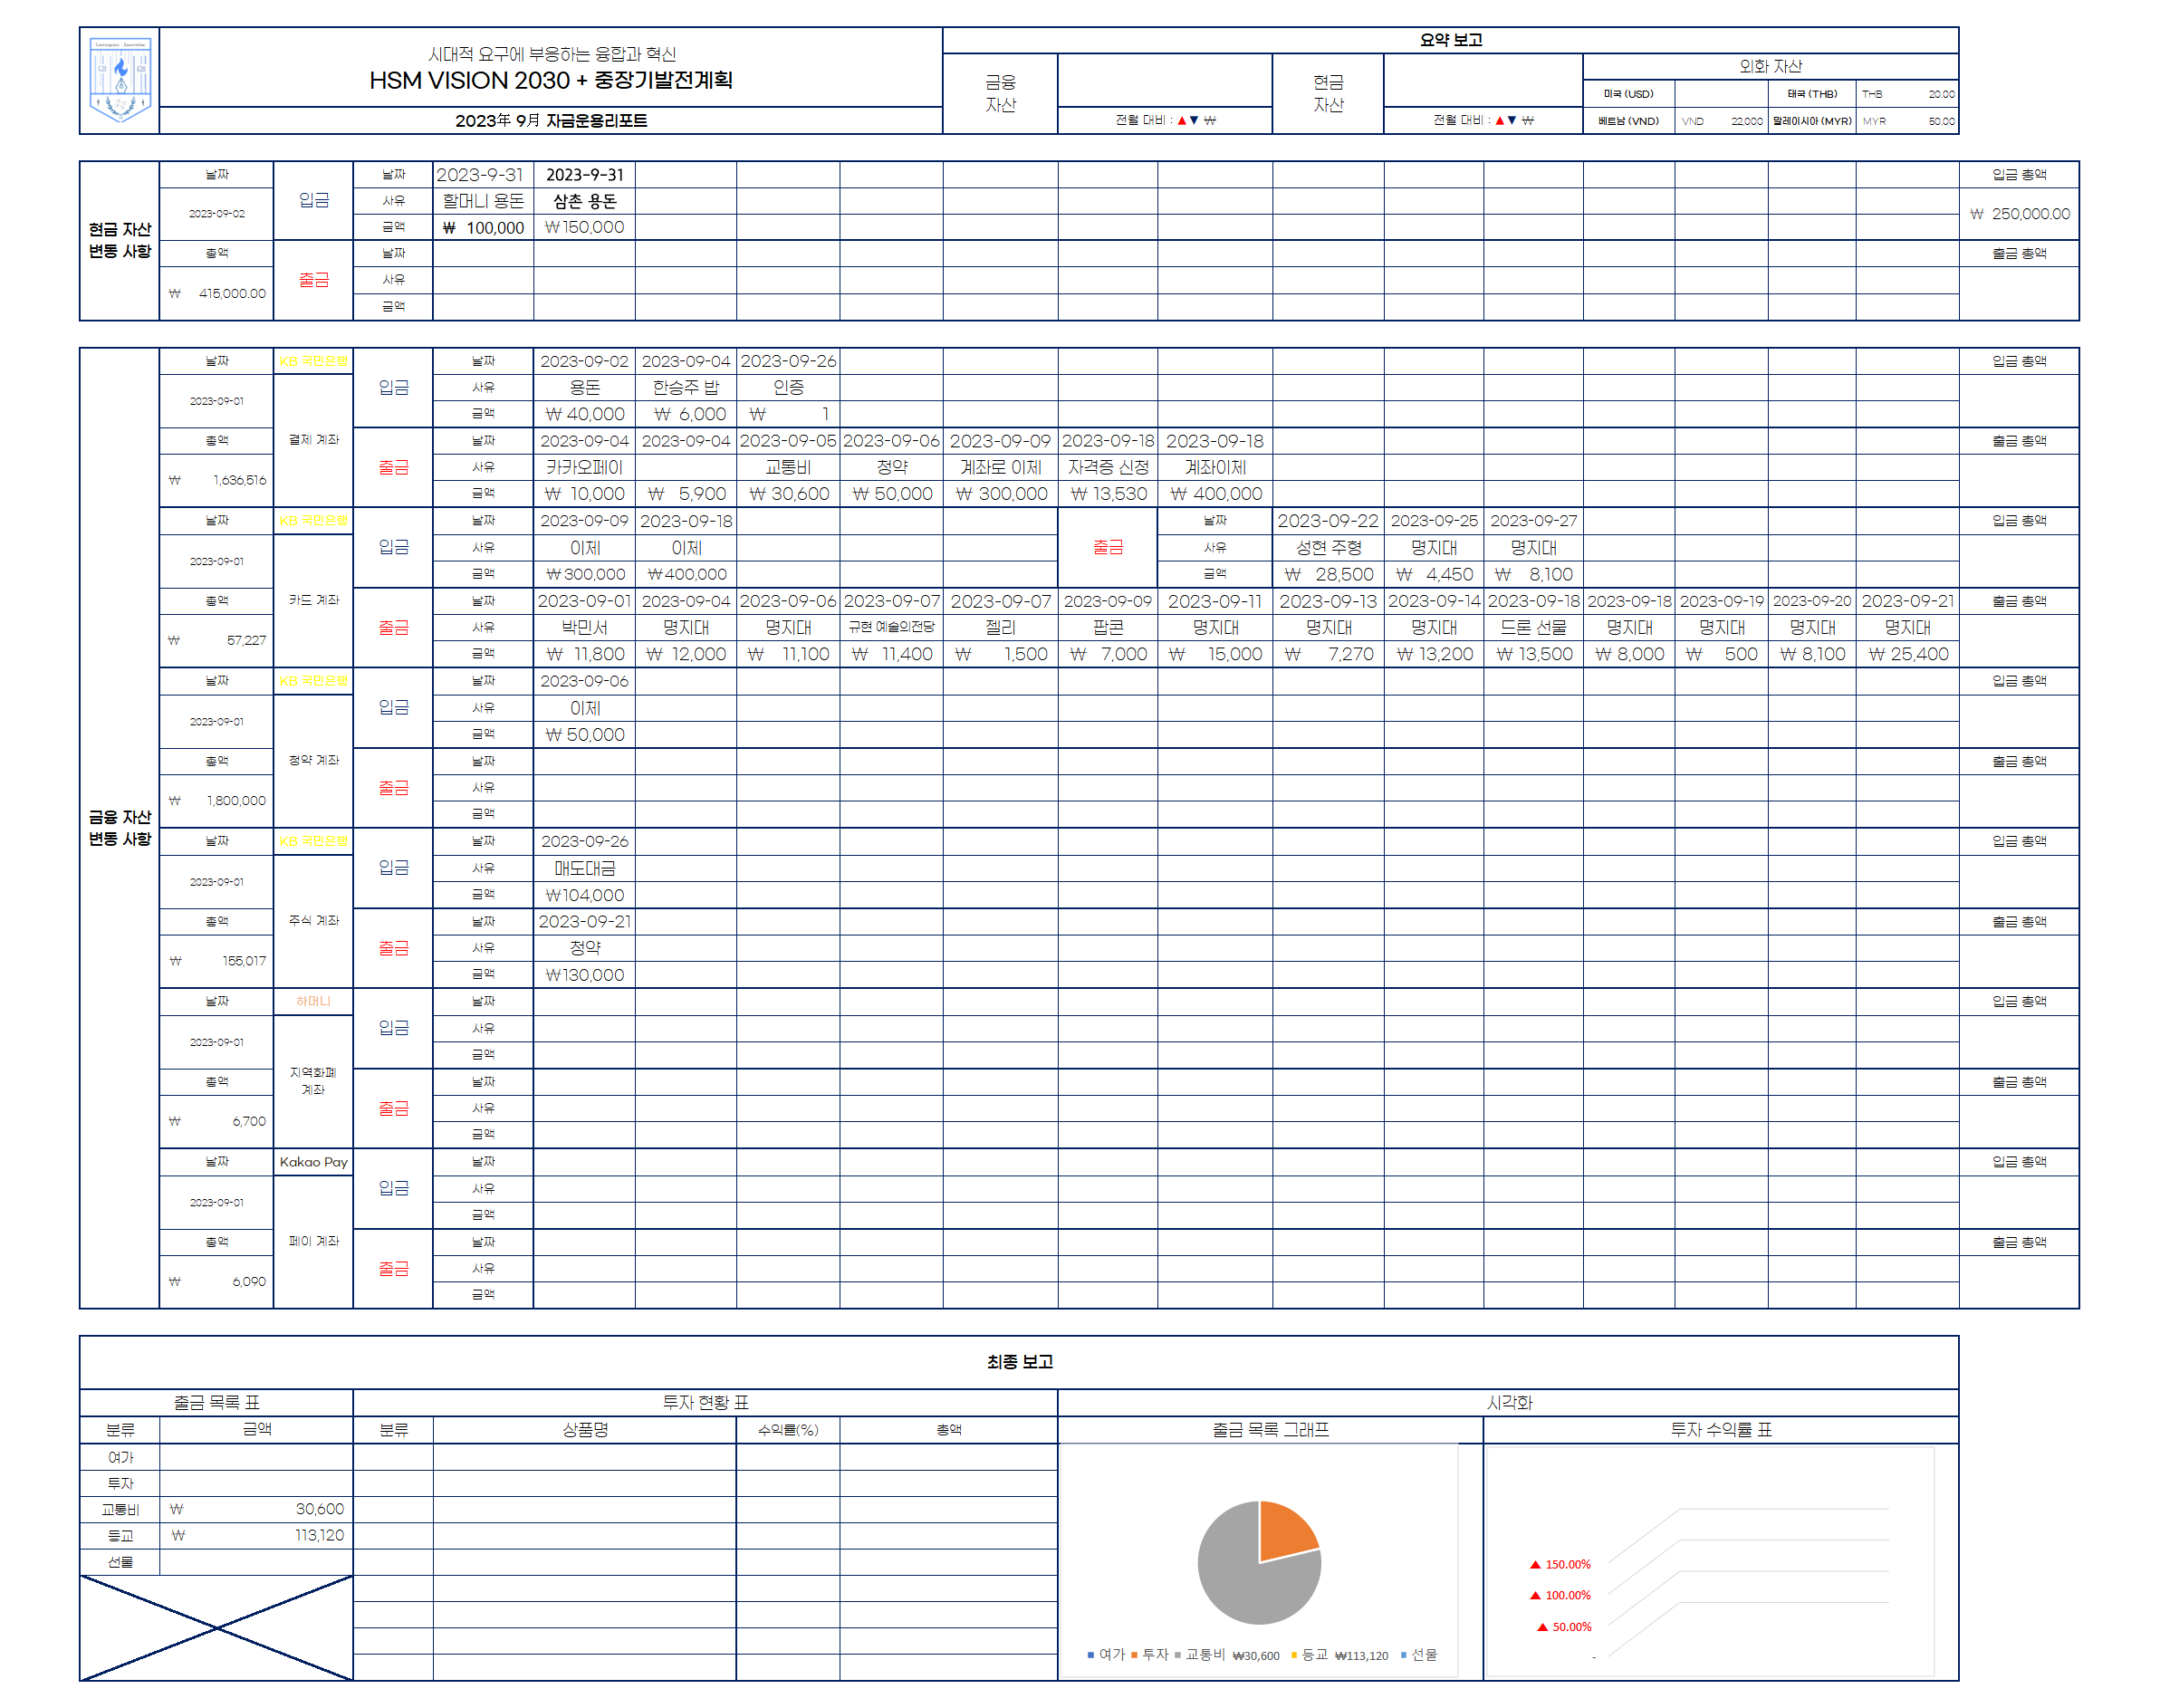 Convergence · Innovation
시대적 요구에 부응하는 융합과 혁신
HSM VISION 2030 + 중장기발전계획
2023年 9月 자금운용리포트
요약 보고
금융 자산
전월 대비 : ▲▼ ₩
현금 자산
전월 대비 : ▲▼ ₩
외화 자산
미국 (USD) 태국 (THB) THB 20.00
베트남 (VND) VND 22,000 말레이시아 (MYR) MYR 50.00
현금 자산 변동 사항
날짜 입금 날짜 2023-9-31 2023-9-31 입금 총액
2023-09-02 사유 할머니 용돈 삼촌 용돈 ₩ 250,000.00
금액 ₩ 100,000 ₩150,000
총액 출금 날짜 출금 총액
₩ 415,000.00 사유
금액
금융 자산 변동 사항
날짜 KB 국민은행 입금 날짜 2023-09-02 2023-09-04 2023-09-26 입금 총액
2023-09-01 결제 계좌 사유 용돈 한승주 밥 인증
금액 ₩ 40,000 ₩ 6,000 ₩ 1
총액 출금 날짜 2023-09-04 2023-09-04 2023-09-05 2023-09-06 2023-09-09 2023-09-18 2023-09-18 출금 총액
₩ 1,636,516 사유 카카오페이 교통비 청약 계좌로 이체 자격증 신청 계좌이체
금액 ₩ 10,000 ₩ 5,900 ₩ 30,600 ₩ 50,000 ₩ 300,000 ₩ 13,530 ₩ 400,000
날짜 KB 국민은행 입금 날짜 2023-09-09 2023-09-18 출금 날짜 2023-09-22 2023-09-25 2023-09-27 입금 총액
2023-09-01 카드 계좌 사유 이체 이체 사유 성현 주형 명지대 명지대
금액 ₩300,000 ₩400,000 금액 ₩ 28,500 ₩ 4,450 ₩ 8,100
총액 출금 날짜 2023-09-01 2023-09-04 2023-09-06 2023-09-07 2023-09-07 2023-09-09 2023-09-11 2023-09-13 2023-09-14 2023-09-18 2023-09-18 2023-09-19 2023-09-20 2023-09-21 출금 총액
₩ 57,227 사유 박민서 명지대 명지대 규현 예술의전당 젤리 팝콘 명지대 명지대 명지대 드론 선물 명지대 명지대 명지대 명지대
금액 ₩ 11,800 ₩ 12,000 ₩ 11,100 ₩ 11,400 ₩ 1,500 ₩ 7,000 ₩ 15,000 ₩ 7,270 ₩ 13,200 ₩ 13,500 ₩ 8,000 ₩ 500 ₩ 8,100 ₩ 25,400
날짜 KB 국민은행 입금 날짜 2023-09-06 입금 총액
2023-09-01 청약 계좌 사유 이체
금액 ₩ 50,000
총액 출금 날짜 출금 총액
₩ 1,800,000 사유
금액
날짜 KB 국민은행 입금 날짜 2023-09-26 입금 총액
2023-09-01 주식 계좌 사유 매도대금
금액 ₩104,000
총액 출금 날짜 2023-09-21 출금 총액
₩ 155,017 사유 청약
금액 ₩130,000
날짜 하머니 입금 날짜 입금 총액
2023-09-01 지역화폐 계좌 사유
금액
총액 출금 날짜 출금 총액
₩ 6,700 사유
금액
날짜 Kakao Pay 입금 날짜 입금 총액
2023-09-01 페이 계좌 사유
금액
총액 출금 날짜 출금 총액
₩ 6,090 사유
금액
최종 보고
출금 목록 표 투자 현황 표 시각화
분류 금액 분류 상품명 수익률(%) 총액 출금 목록 그래프 투자 수익률 표
여가
투자
교통비 ₩ 30,600
등교 ₩ 113,120
선물
▲ 150.00%
▲ 100.00%
▲ 50.00%
-
여가 투자 교통비 ₩30,600 등교 ₩113,120 선물